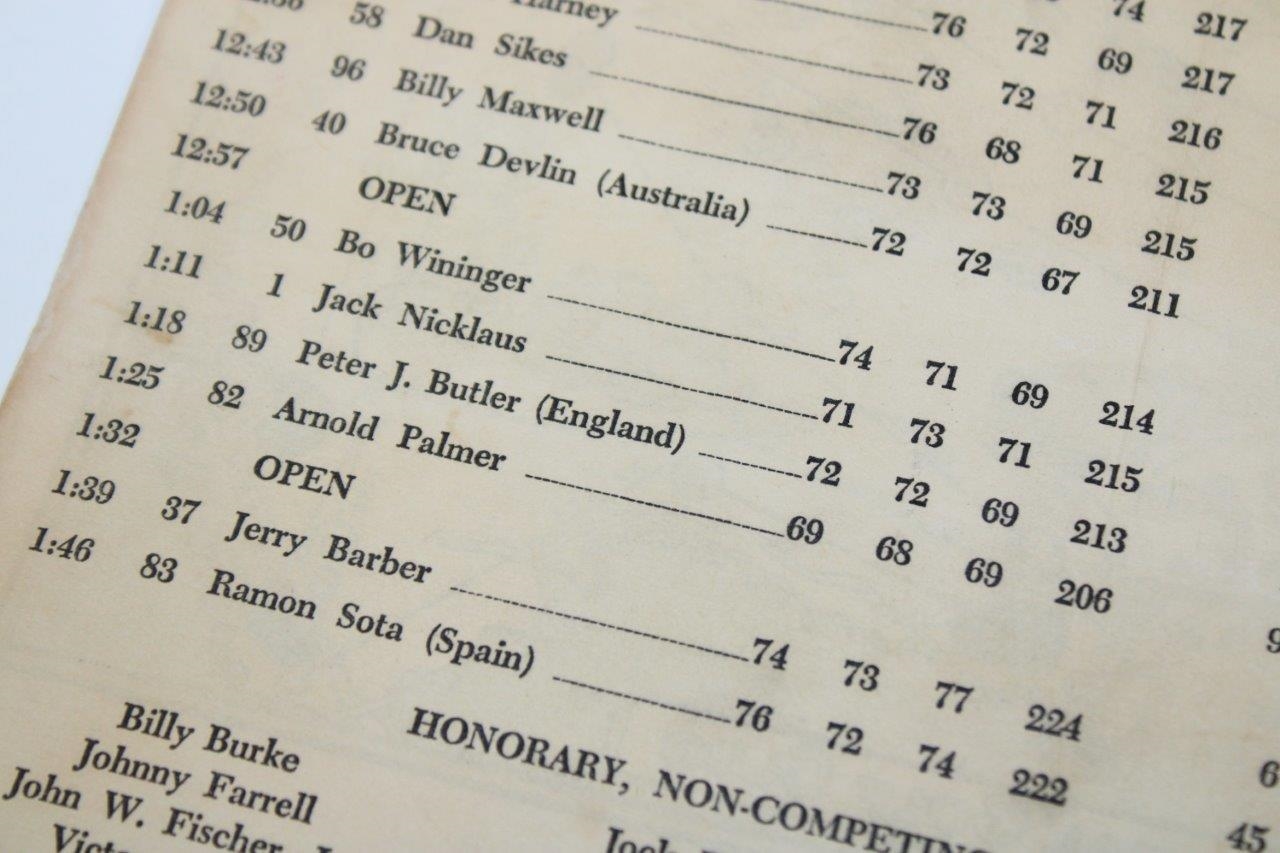 74 217
76 72 69 217
Harney 73 72 71 216
58 Dan Sikes 76 68 71 215
12:43 96 Billy Maxwell 73 73 69 215
12:50 40 Bruce Devlin (Australia) 72 72 67 211
12:57 OPEN
1:04 50 Bo Wininger 74 71 69 214
1:11 1 Jack Nicklaus 71 73 71 215
1:18 89 Peter J. Butler (England) 72 72 69 213
1:25 82 Arnold Palmer 69 68 69 206
1:32 OPEN
1:39 37 Jerry Barber 74 73 77 224
1:46 83 Ramon Sota (Spain) 76 72 74 222
HONORARY,
Billy Burke
Johnny Farrell
John W. Fischer,
45